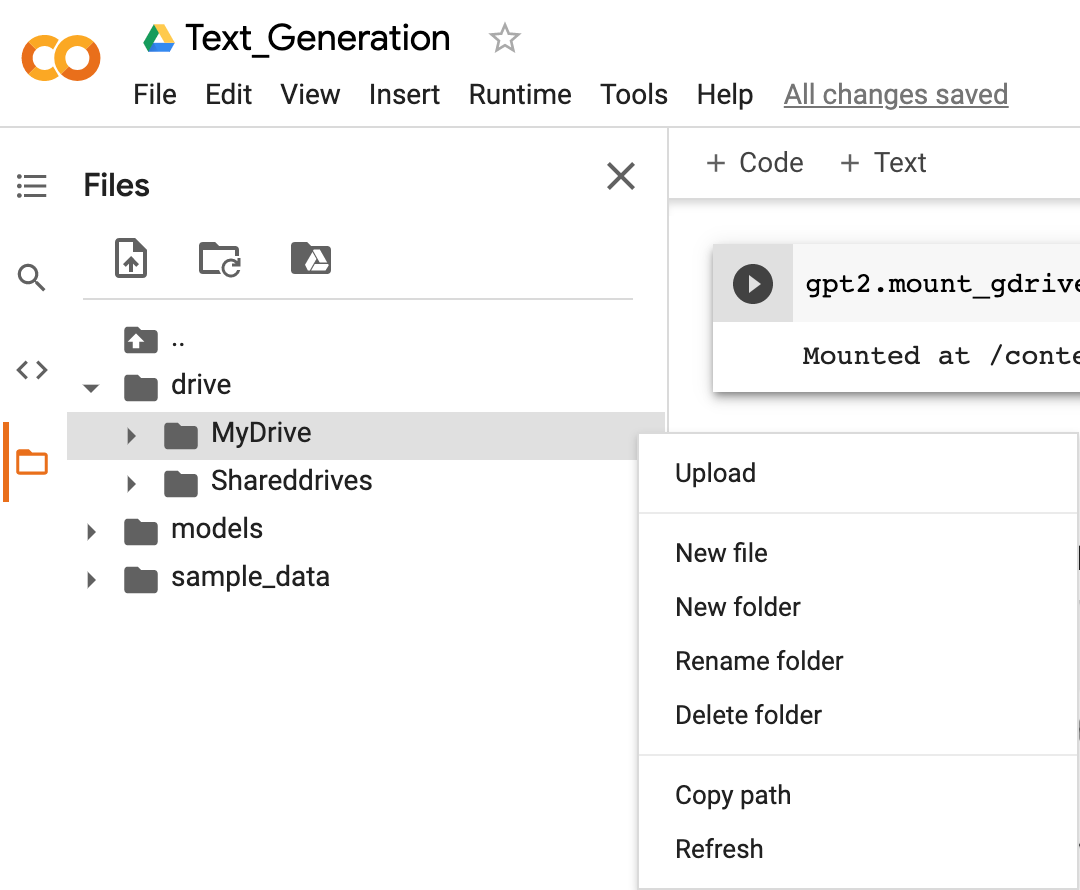 Text_Generation
File Edit View Insert Runtime Tools Help All changes saved
Files
+ Code + Text
gpt2.mount_gdrive
Mounted at /conte
..
drive
MyDrive
Shareddrives
models
sample_data
Upload
New file
New folder
Rename folder
Delete folder
Copy path
Refresh